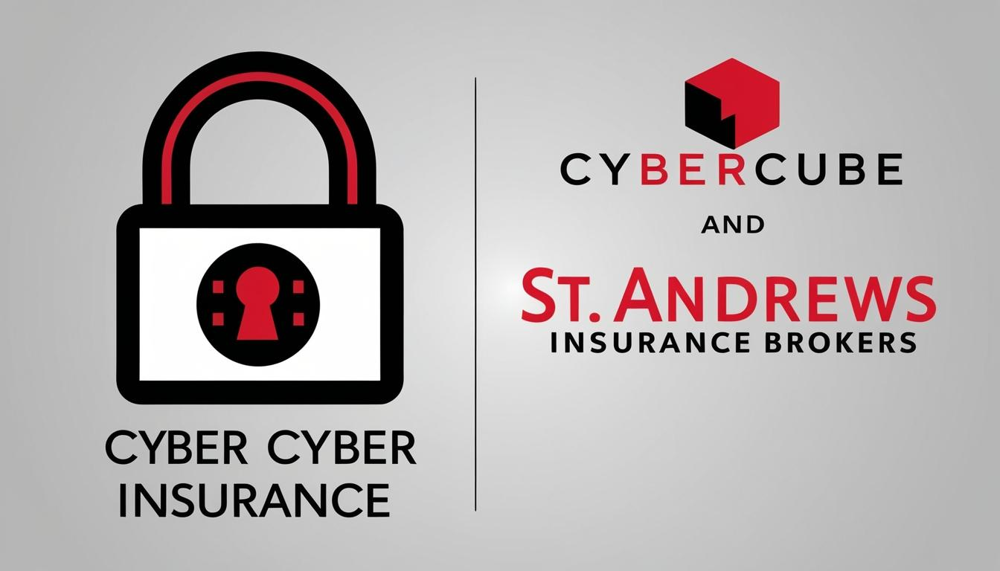 CYBER CYBER
INSURANCE
CYBERCUBE
AND
ST. ANDREWS
INSURANCE BROKERS